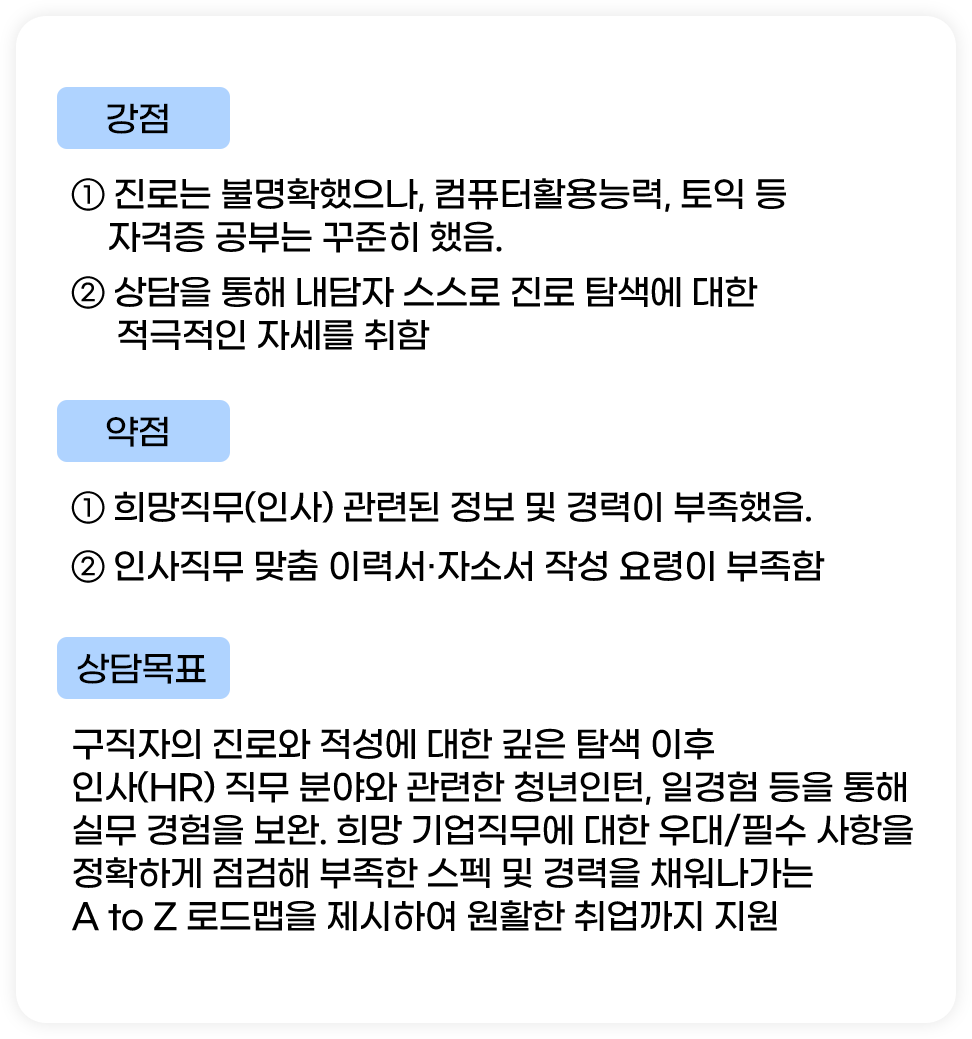 강점
① 진로는 불명확했으나, 컴퓨터활용능력, 토익 등
자격증 공부는 꾸준히 했음.
② 상담을 통해 내담자 스스로 진로 탐색에 대한
적극적인 자세를 취함
약점
① 희망직무(인사) 관련된 정보 및 경력이 부족했음.
② 인사직무 맞춤 이력서·자소서 작성 요령이 부족함
상담목표
구직자의 진로와 적성에 대한 깊은 탐색 이후
인사(HR) 직무 분야와 관련한 청년인턴, 일경험 등을 통해
실무 경험을 보완. 희망 기업직무에 대한 우대/필수 사항을
정확하게 점검해 부족한 스펙 및 경력을 채워나가는
A to Z 로드맵을 제시하여 원활한 취업까지 지원